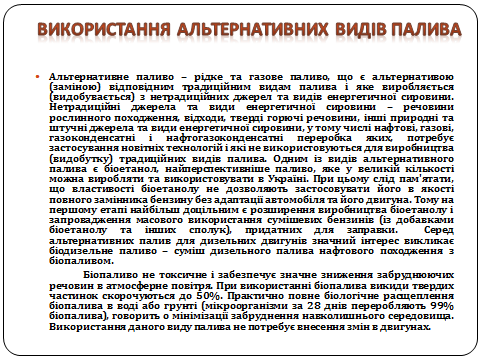 ВИКОРИСТАННЯ АЛЬТЕРНАТИВНИХ ВИДІВ ПАЛИВА
• Альтернативне паливо – рідке та газове паливо, що є альтернативою
(заміною) відповідним традиційним видам палива і яке виробляється
(видобувається) з нетрадиційних джерел та видів енергетичної сировини.
Нетрадиційні джерела та види енергетичної сировини – речовини
рослинного походження, відходи, тверді горючі речовини, інші природні та
штучні джерела та види енергетичної сировини, у тому числі нафтові, газові,
газоконденсатні і нафтогазоконденсатні переробка яких, потребує
застосування новітніх технологій і які не використовуються для виробництва
(видобутку) традиційних видів палива. Одним із видів альтернативного
палива є біоетанол, найперспективніше паливо, яке у великій кількості
можна виробляти та використовувати в Україні. При цьому слід пам'ятати,
що властивості біоетанолу не дозволяють застосовувати його в якості
повного замінника бензину без адаптації автомобіля та його двигуна. Тому на
першому етапі найбільш доцільним є розширення виробництва біоетанолу і
запровадження масового використання сумішевих бензинів (із добавками
біоетанолу та інших сполук), придатних для заправки. Серед
альтернативних палив для дизельних двигунів значний інтерес викликає
біодизельне паливо – суміш дизельного палива нафтового походження з
біопаливом.
Біопаливо не токсичне і забезпечує значне зниження забруднюючих
речовин в атмосферне повітря. При використанні біопалива викиди твердих
частинок скорочуються до 50%. Практично повне біологічне расщеплення
біопалива в воді або грунті (мікроорганізми за 28 днів переробляють 99%
біопалива), говорить о мінімізації забруднення навколишнього середовища.
Використання даного виду палива не потребує внесення змін в двигунах.